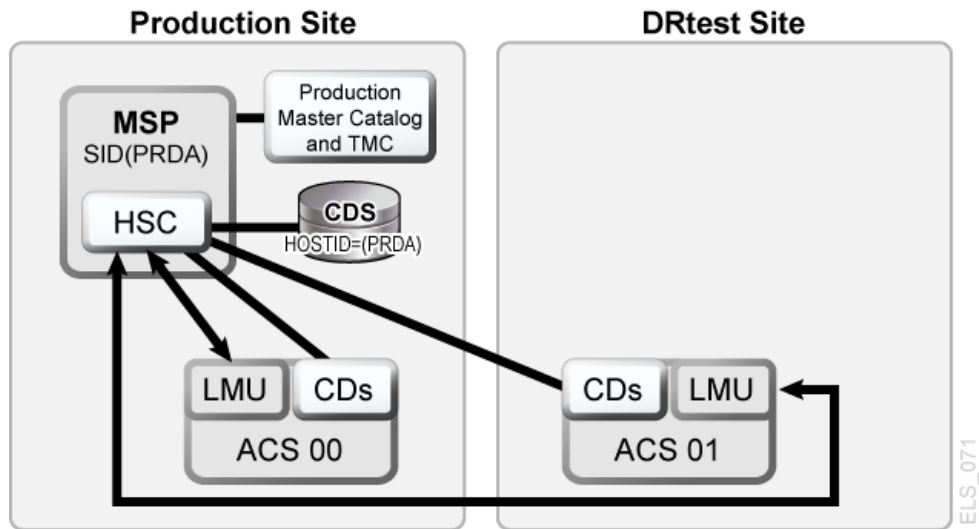 Production Site
DRtest Site
MSP
SID(PRDA)
Production
Master Catalog
and TMC
HSC
CDS
HOSTID=(PRDA)
LMU
CDs
ACS 00
CDs
LMU
ACS 01
ELS_071